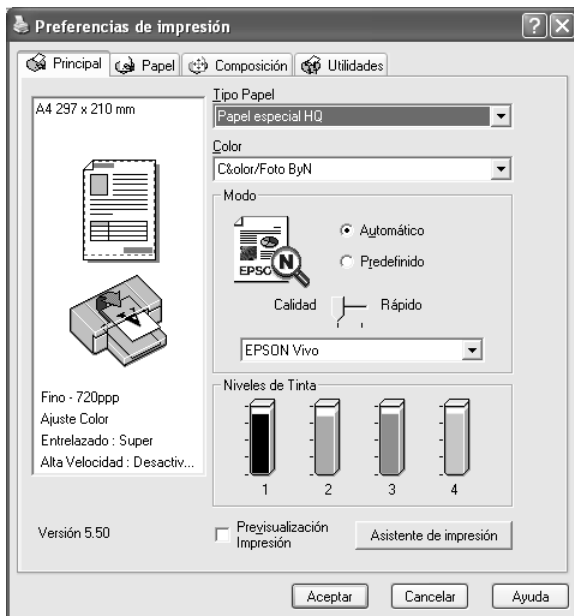 Preferencias de impresión
Principal
Papel
Composición
Utilidades
A4 297 x 210 mm
Fino - 720ppp
Ajuste Color
Entrelazado : Super
Alta Velocidad : Desactiv...
Versión 5.50
Tipo Papel
Papel especial HQ
Color
C&olor/Foto ByN
Modo
EPSON
N
Automático
Predefinido
Calidad
Rápido
EPSON Vivo
Niveles de Tinta
1 2 3 4
Previsualización
Impresión
Asistente de impresión
Aceptar
Cancelar
Ayuda